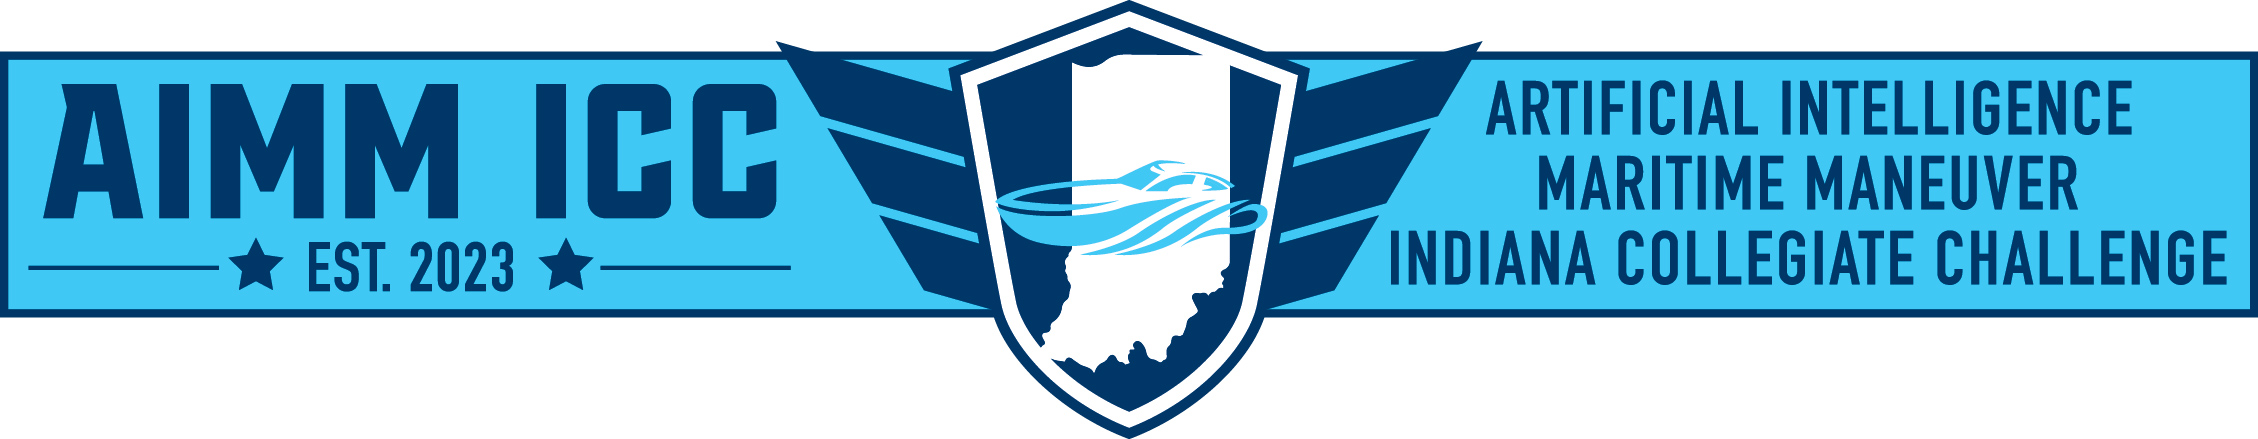 AIMM ICC
EST. 2023
ARTIFICIAL INTELLIGENCE
MARITIME MANEUVER
INDIANA COLLEGIATE CHALLENGE